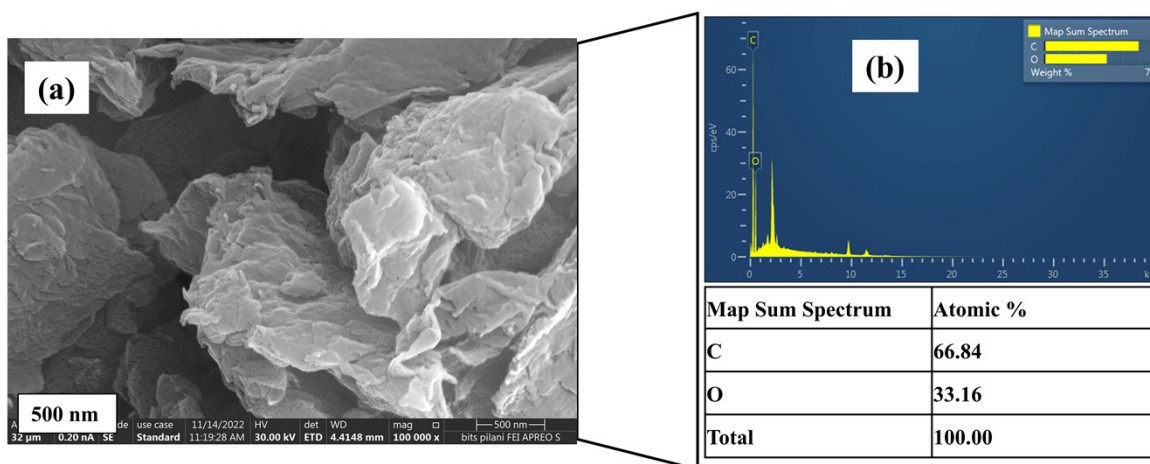 (a)
500 nm
A
de
use case
11/14/2022
HV
det
WD
mag
500 nm
32 µm
0.20 nA
SE
Standard
11:19:28 AM
30.00 kV
ETD
4.4148 mm
100 000 x
bits pilani FEI APREO S
(b)
Map Sum Spectrum
C
O
Weight %
7
C
O
cps/eV
60
40
20
0
0 5 10 15 20 25 30 35 k
Map Sum Spectrum Atomic %
C 66.84
O 33.16
Total 100.00